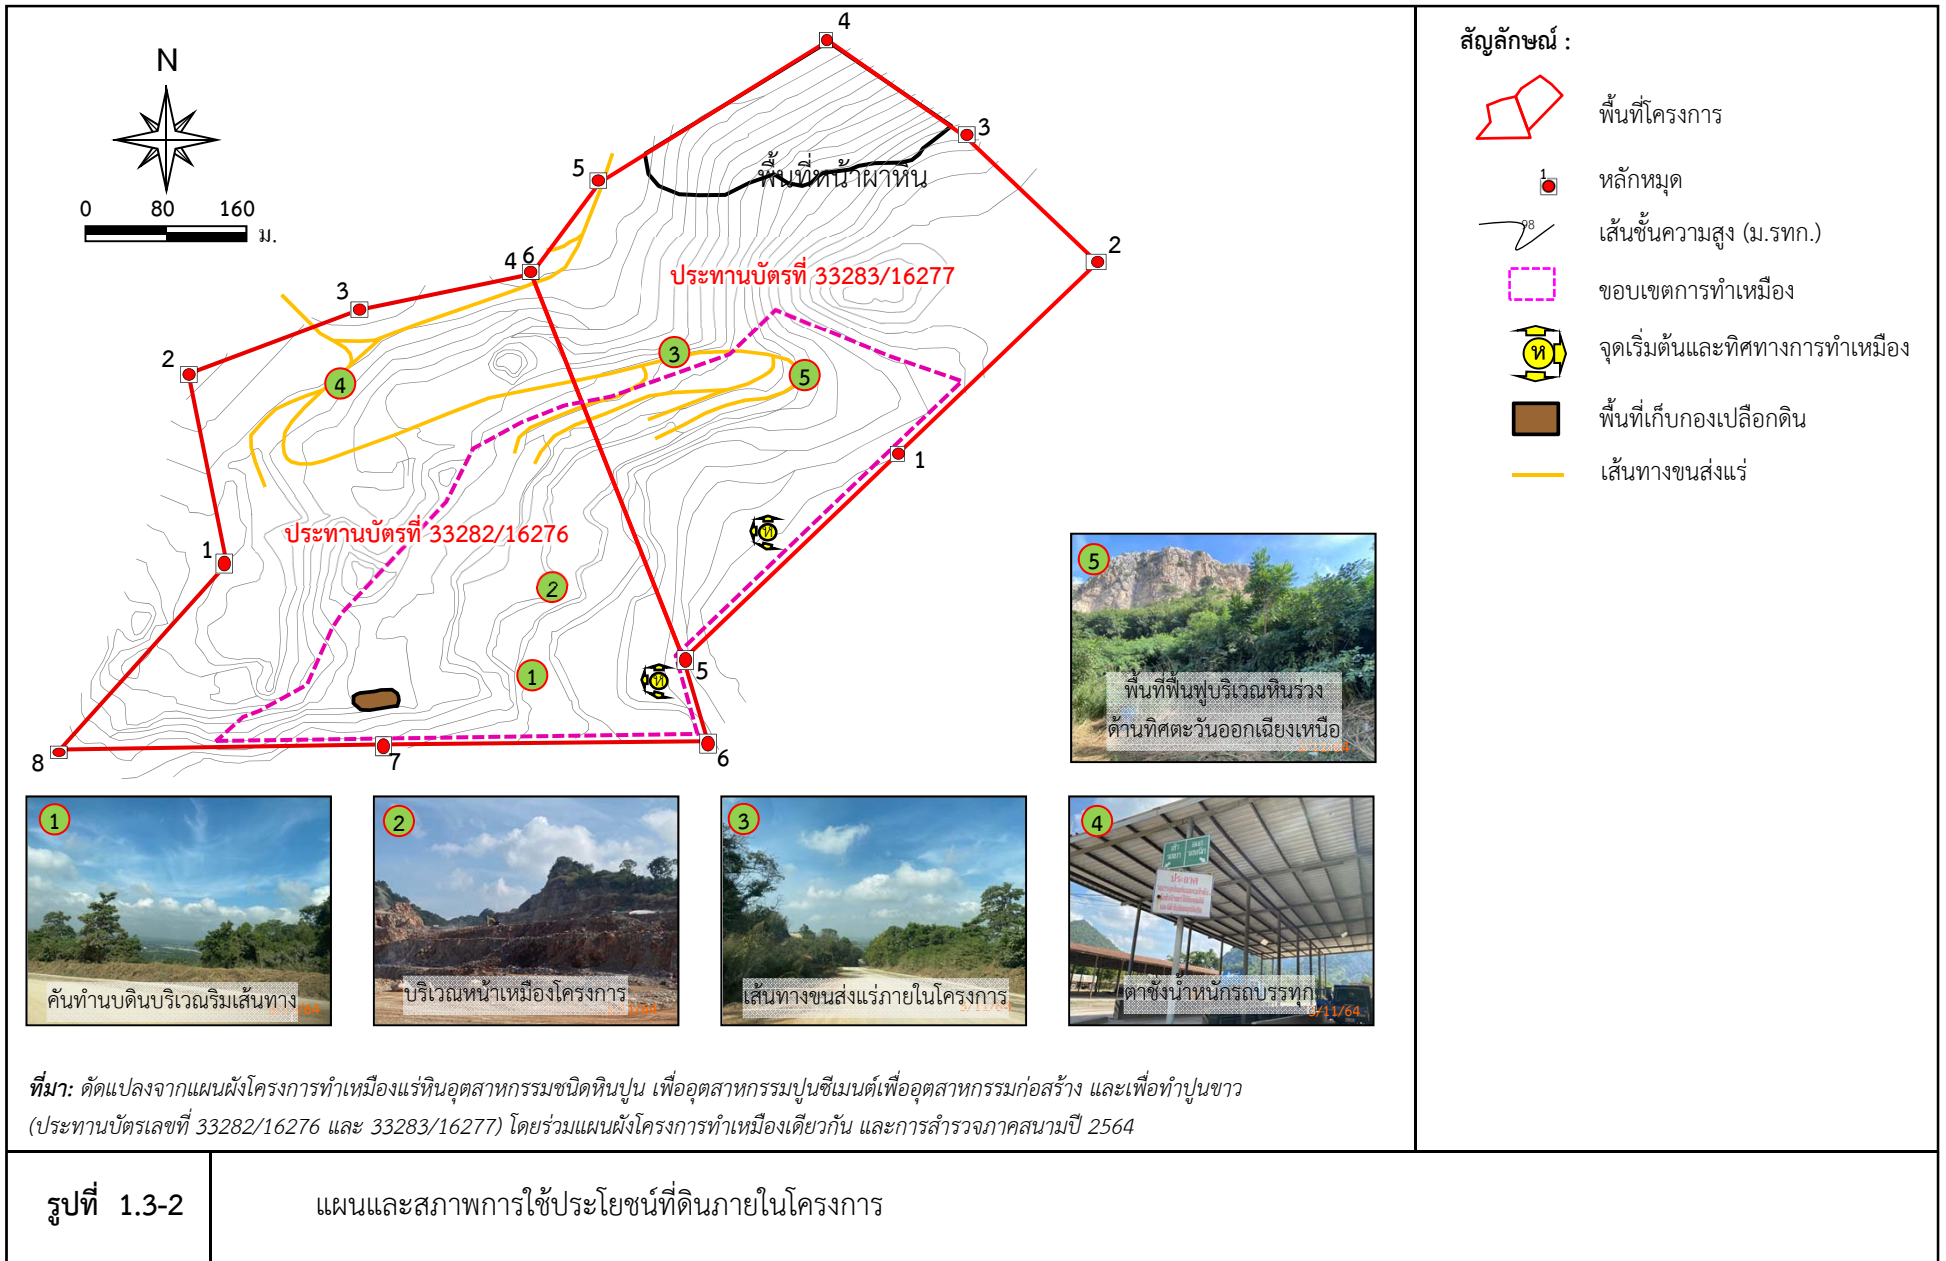 N
0 80 160
ม.
4
3
5
2
4 6
3
2
1
1
5
6
7
8
พื้นที่หน้าผาหิน
ประทานบัตรที่ 33283/16277
ประทานบัตรที่ 33282/16276
3
5
4
2
1
ห
ห
สัญลักษณ์ :
พื้นที่โครงการ
1
หลักหมุด
98
เส้นชั้นความสูง (ม.รทก.)
ขอบเขตการทำเหมือง
ห
จุดเริ่มต้นและทิศทางการทำเหมือง
พื้นที่เก็บกองเปลือกดิน
เส้นทางขนส่งแร่
5
พื้นที่ฟื้นฟูบริเวณหินร่วง
ด้านทิศตะวันออกเฉียงเหนือ
1
คันทำนบดินบริเวณริมเส้นทาง
2
บริเวณหน้าเหมืองโครงการ
3
เส้นทางขนส่งแร่ภายในโครงการ
4
ประกาศ
ตาชั่งน้ำหนักรถบรรทุก
3/11/64
ที่มา: ดัดแปลงจากแผนผังโครงการทำเหมืองแร่หินอุตสาหกรรมชนิดหินปูน เพื่ออุตสาหกรรมปูนซีเมนต์เพื่ออุตสาหกรรมก่อสร้าง และเพื่อทำปูนขาว
(ประทานบัตรเลขที่ 33282/16276 และ 33283/16277) โดยร่วมแผนผังโครงการทำเหมืองเดียวกัน และการสำรวจภาคสนามปี 2564
รูปที่ 1.3-2
แผนและสภาพการใช้ประโยชน์ที่ดินภายในโครงการ